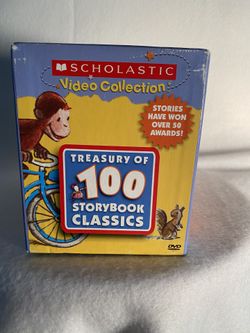 SCHOLASTIC
Video Collection
STORIES
HAVE WON
OVER 50
AWARDS!
TREASURY OF
100
STORYBOOK
CLASSICS
DVD